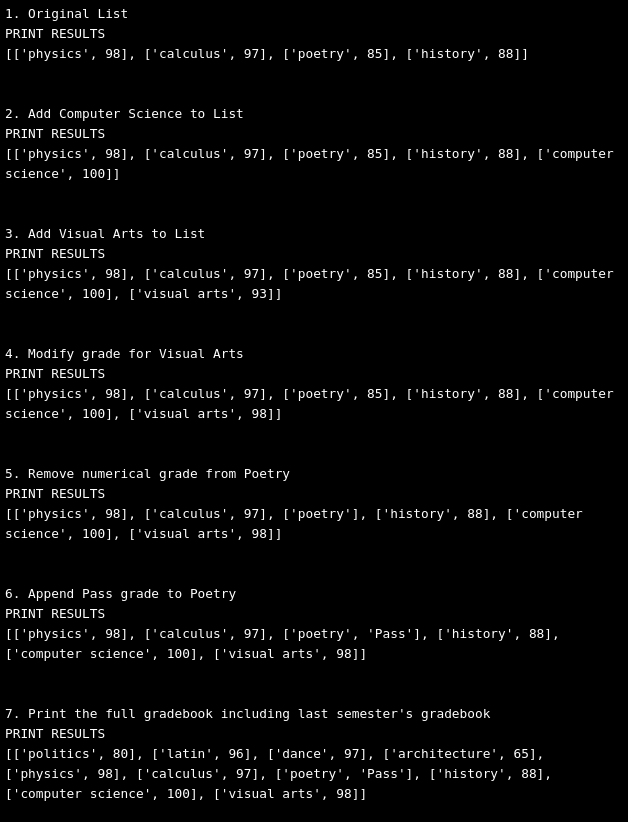 1. Original List
PRINT RESULTS
[['physics', 98], ['calculus', 97], ['poetry', 85], ['history', 88]]
2. Add Computer Science to List
PRINT RESULTS
[['physics', 98], ['calculus', 97], ['poetry', 85], ['history', 88], ['computer
science', 100]]
3. Add Visual Arts to List
PRINT RESULTS
[['physics', 98], ['calculus', 97], ['poetry', 85], ['history', 88], ['computer
science', 100], ['visual arts', 93]]
4. Modify grade for Visual Arts
PRINT RESULTS
[['physics', 98], ['calculus', 97], ['poetry', 85], ['history', 88], ['computer
science', 100], ['visual arts', 98]]
5. Remove numerical grade from Poetry
PRINT RESULTS
[['physics', 98], ['calculus', 97], ['poetry'], ['history', 88], ['computer
science', 100], ['visual arts', 98]]
6. Append Pass grade to Poetry
PRINT RESULTS
[['physics', 98], ['calculus', 97], ['poetry', 'Pass'], ['history', 88],
['computer science', 100], ['visual arts', 98]]
7. Print the full gradebook including last semester's gradebook
PRINT RESULTS
[['politics', 80], ['latin', 96], ['dance', 97], ['architecture', 65],
['physics', 98], ['calculus', 97], ['poetry', 'Pass'], ['history', 88],
['computer science', 100], ['visual arts', 98]]